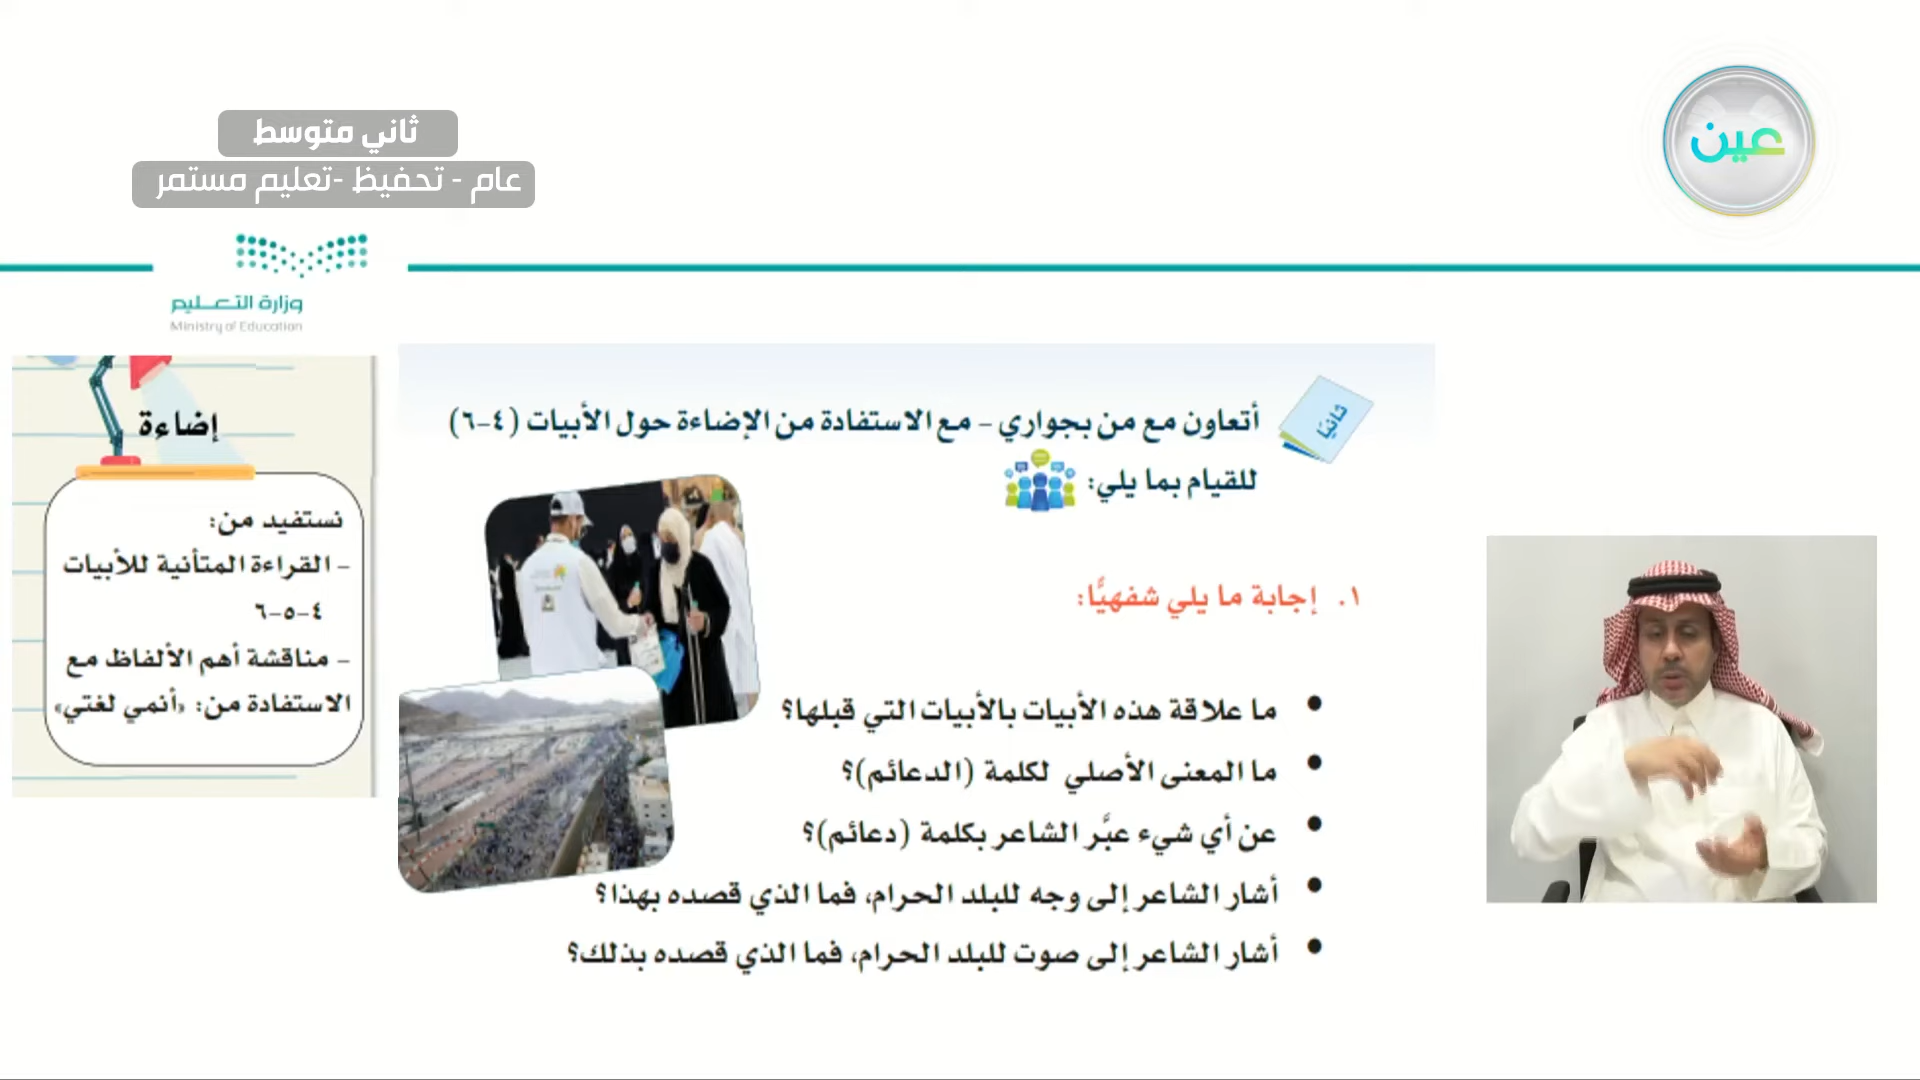 عين
ثاني متوسط
عام - تحفيظ -تعليم مستمر
وزارة التعليم
Ministry of Education
ثانيًا
أتعاون مع من بجواري – مع الاستفادة من الإضاءة حول الأبيات (٤-٦)
للقيام بما يلي:
١. إجابة ما يلي شفهيًّا:
• ما علاقة هذه الأبيات بالأبيات التي قبلها؟
• ما المعنى الأصلي لكلمة (الدعائم)؟
• عن أي شيء عبَّر الشاعر بكلمة (دعائم)؟
• أشار الشاعر إلى وجه للبلد الحرام، فما الذي قصده بهذا؟
• أشار الشاعر إلى صوت للبلد الحرام، فما الذي قصده بذلك؟
إضاءة
نستفيد من:
– القراءة المتأنية للأبيات
٤-٥-٦
– مناقشة أهم الألفاظ مع
الاستفادة من: «أنمي لغتي»